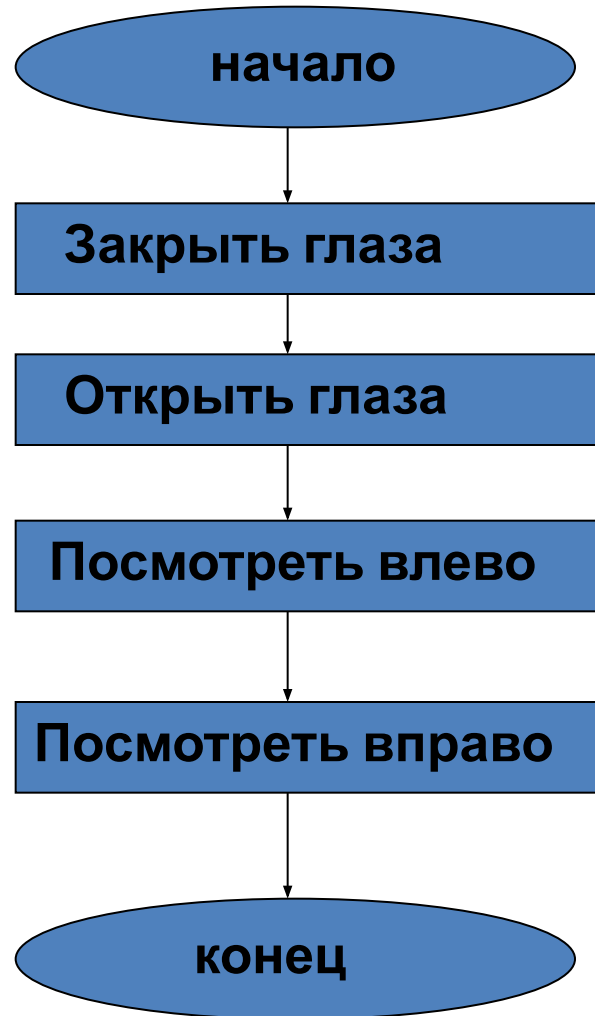 начало
Закрыть глаза
Открыть глаза
Посмотреть влево
Посмотреть вправо
конец